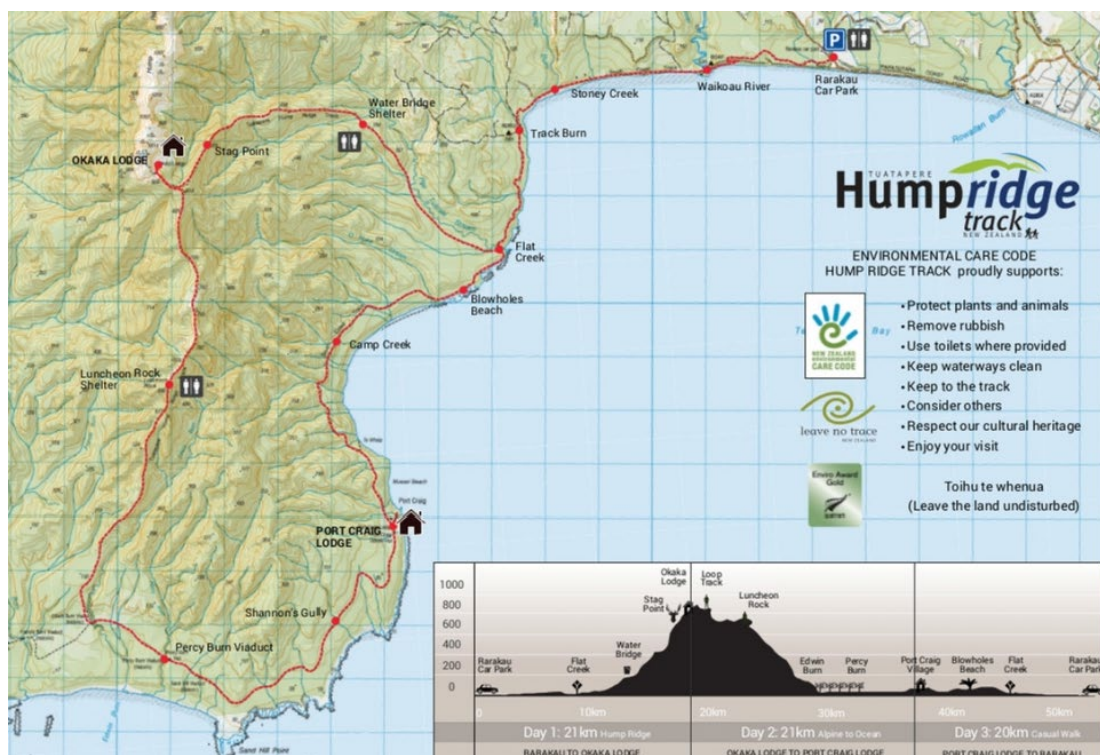 Water Bridge
Shelter
Stoney Creek
Waikoau River
P
Rarakau
Car Park
Track Burn
OKAKA LODGE
Stag Point
Flat
Creek
Blowholes
Beach
Camp Creek
Luncheon Rock
Shelter
Port Craig
PORT CRAIG
LODGE
Shannon's Gully
Percy Burn Viaduct
Sand Hill Point
TUATAPERE
Humpridge
track
NEW ZEALAND
ENVIRONMENTAL CARE CODE
HUMP RIDGE TRACK proudly supports:
NEW ZEALAND
environmental
CARE CODE
leave no trace
NEW ZEALAND
Enviro Award
Gold
• Protect plants and animals
• Remove rubbish
• Use toilets where provided
• Keep waterways clean
• Keep to the track
• Consider others
• Respect our cultural heritage
• Enjoy your visit
Bay
Toihu te whenua
(Leave the land undisturbed)
1000
800
600
400
200
0
Rarakau
Car Park
Flat
Creek
Water
Bridge
Stag
Point
Okaka
Lodge
Loop
Track
Luncheon
Rock
Edwin
Burn
Percy
Burn
Port Craig
Village
Blowholes
Beach
Flat
Creek
Rarakau
Car Park
0 10km 20km 30km 40km 50km
Day 1: 21km Hump Ridge
Day 2: 21km Alpine to Ocean
Day 3: 20km Casual Walk
RARAKAU TO OKAKA LODGE
OKAKA LODGE TO PORT CRAIG LODGE
PORT CRAIG LODGE TO RARAKAU